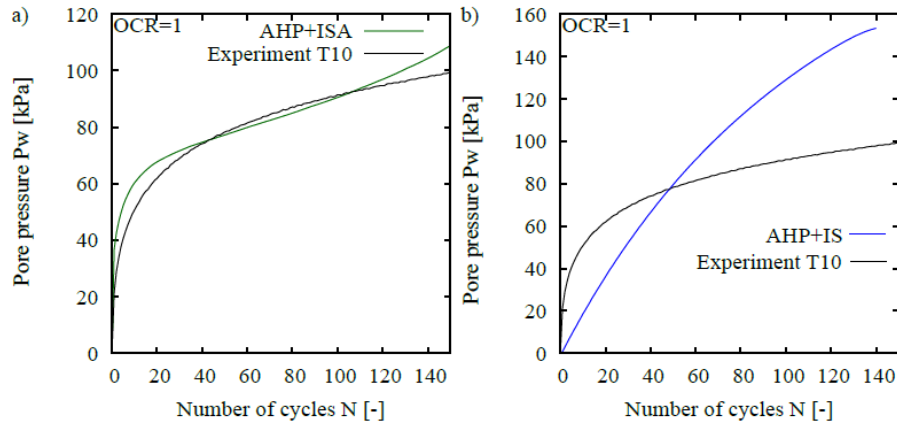 a)
OCR=1
AHP+ISA
Experiment T10
Pore pressure Pw [kPa]
120
100
80
60
40
20
0
0 20 40 60 80 100 120 140
Number of cycles N [-]
b)
OCR=1
AHP+IS
Experiment T10
Pore pressure Pw [kPa]
160
140
120
100
80
60
40
20
0
0 20 40 60 80 100 120 140
Number of cycles N [-]